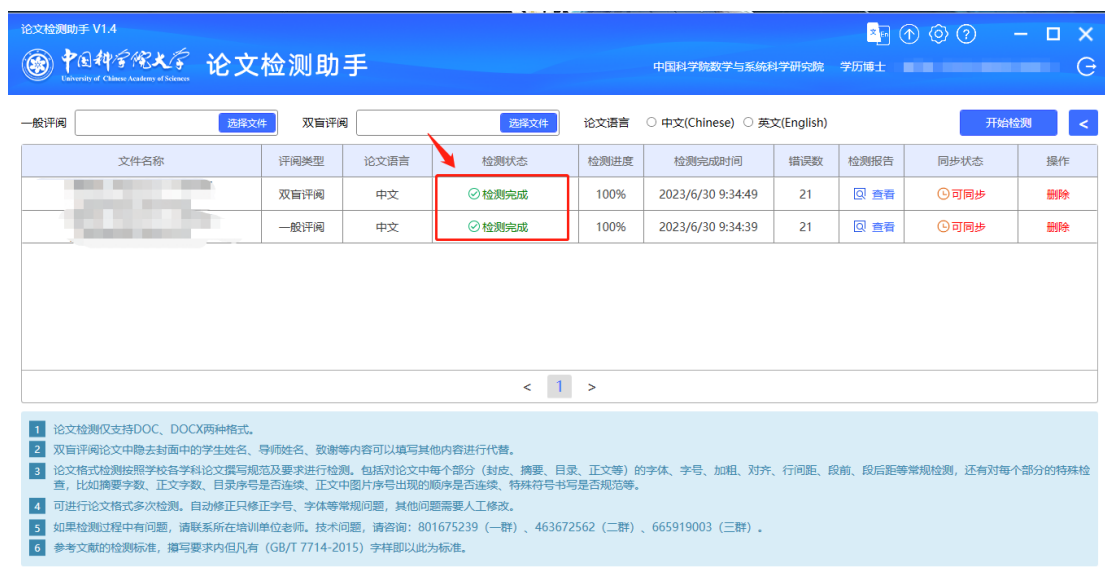 论文检测助手 V1.4
中国科学院大学
University of Chinese Academy of Sciences
论文检测助手
中国科学院数学与系统科学研究院 学历博士
一般评阅 选择文件 双盲评阅 选择文件 论文语言 中文(Chinese) 英文(English) 开始检测 <
文件名称 评阅类型 论文语言 检测状态 检测进度 检测完成时间 错误数 检测报告 同步状态 操作
双盲评阅 中文 检测完成 100% 2023/6/30 9:34:49 21 查看 可同步 删除
一般评阅 中文 检测完成 100% 2023/6/30 9:34:39 21 查看 可同步 删除
< 1 >
1 论文检测仅支持DOC、DOCX两种格式。
2 双盲评阅论文中隐去封面中的学生姓名、导师姓名、致谢等内容可以填写其他内容进行代替。
3 论文格式检测按照学校各学科论文撰写规范及要求进行检测。包括对论文中每个部分（封皮、摘要、目录、正文等）的字体、字号、加粗、对齐、行间距、段前、段后距等常规检测，还有对每个部分的特殊检
查，比如摘要字数、正文字数、目录序号是否连续、正文中图片序号出现的顺序是否连续、特殊符号书写是否规范等。
4 可进行论文格式多次检测。自动修正只修正字号、字体等常规问题，其他问题需要人工修改。
5 如果检测过程中有问题，请联系所在培训单位老师。技术问题，请咨询：801675239（一群）、463672562（二群）、665919003（三群）.
6 参考文献的检测标准，撰写要求内但凡有（GB/T 7714-2015）字样即以此为标准。